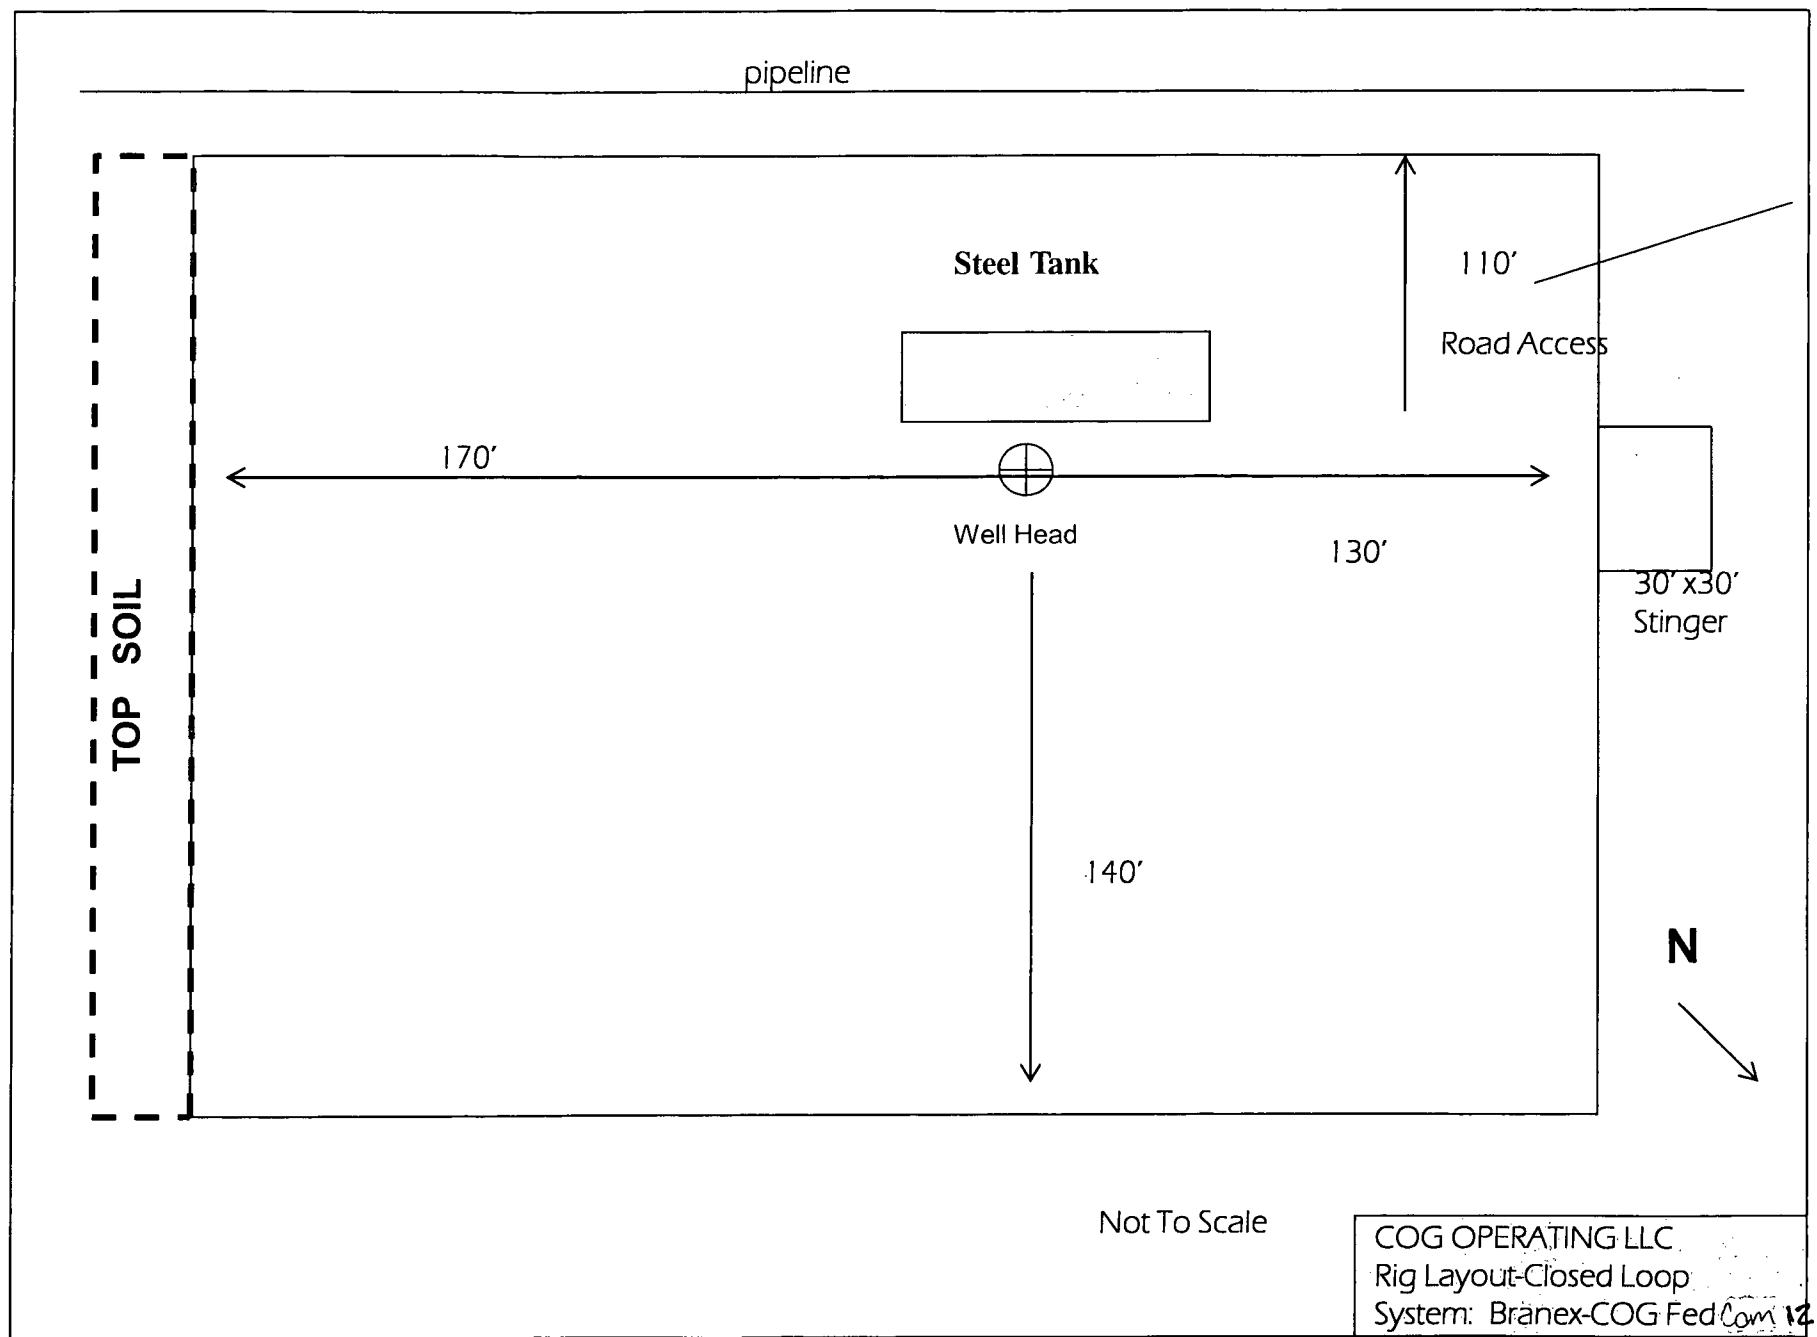 pipeline
Steel Tank
110'
Road Access
170'
Well Head
130'
30' x30'
Stinger
TOP SOIL
140'
N
Not To Scale
COG OPERATING LLC
Rig Layout-Closed Loop
System: Branex-COG Fed Com 12